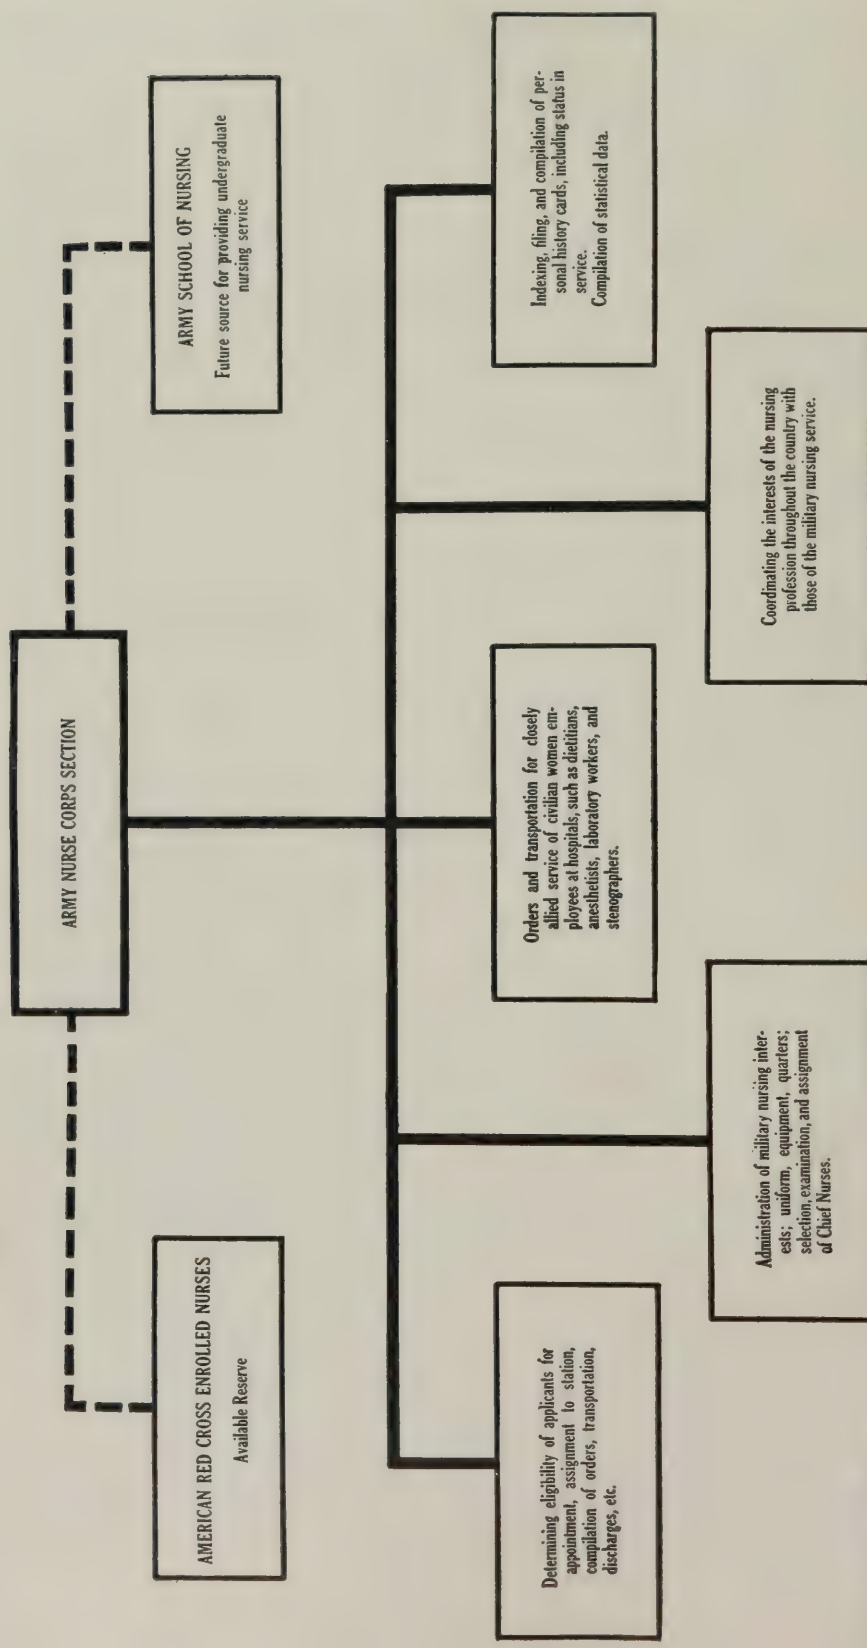 ARMY NURSE CORPS SECTION
AMERICAN RED CROSS ENROLLED NURSES
Available Reserve
ARMY SCHOOL OF NURSING
Future source for providing undergraduate
nursing service
Determining eligibility of applicants for
appointment, assignment to station,
compilation of orders, transportation,
discharges, etc.
Administration of military nursing inter-
ests; uniform, equipment, quarters;
selection, examination, and assignment
of Chief Nurses.
Orders and transportation for closely
allied service of civilian women em-
ployees at hospitals, such as dietitians,
anesthetists, laboratory workers, and
stenographers.
Coordinating the interests of the nursing
profession throughout the country with
those of the military nursing service.
Indexing, filing, and compilation of per-
sonal history cards, including status in
service.
Compilation of statistical data.